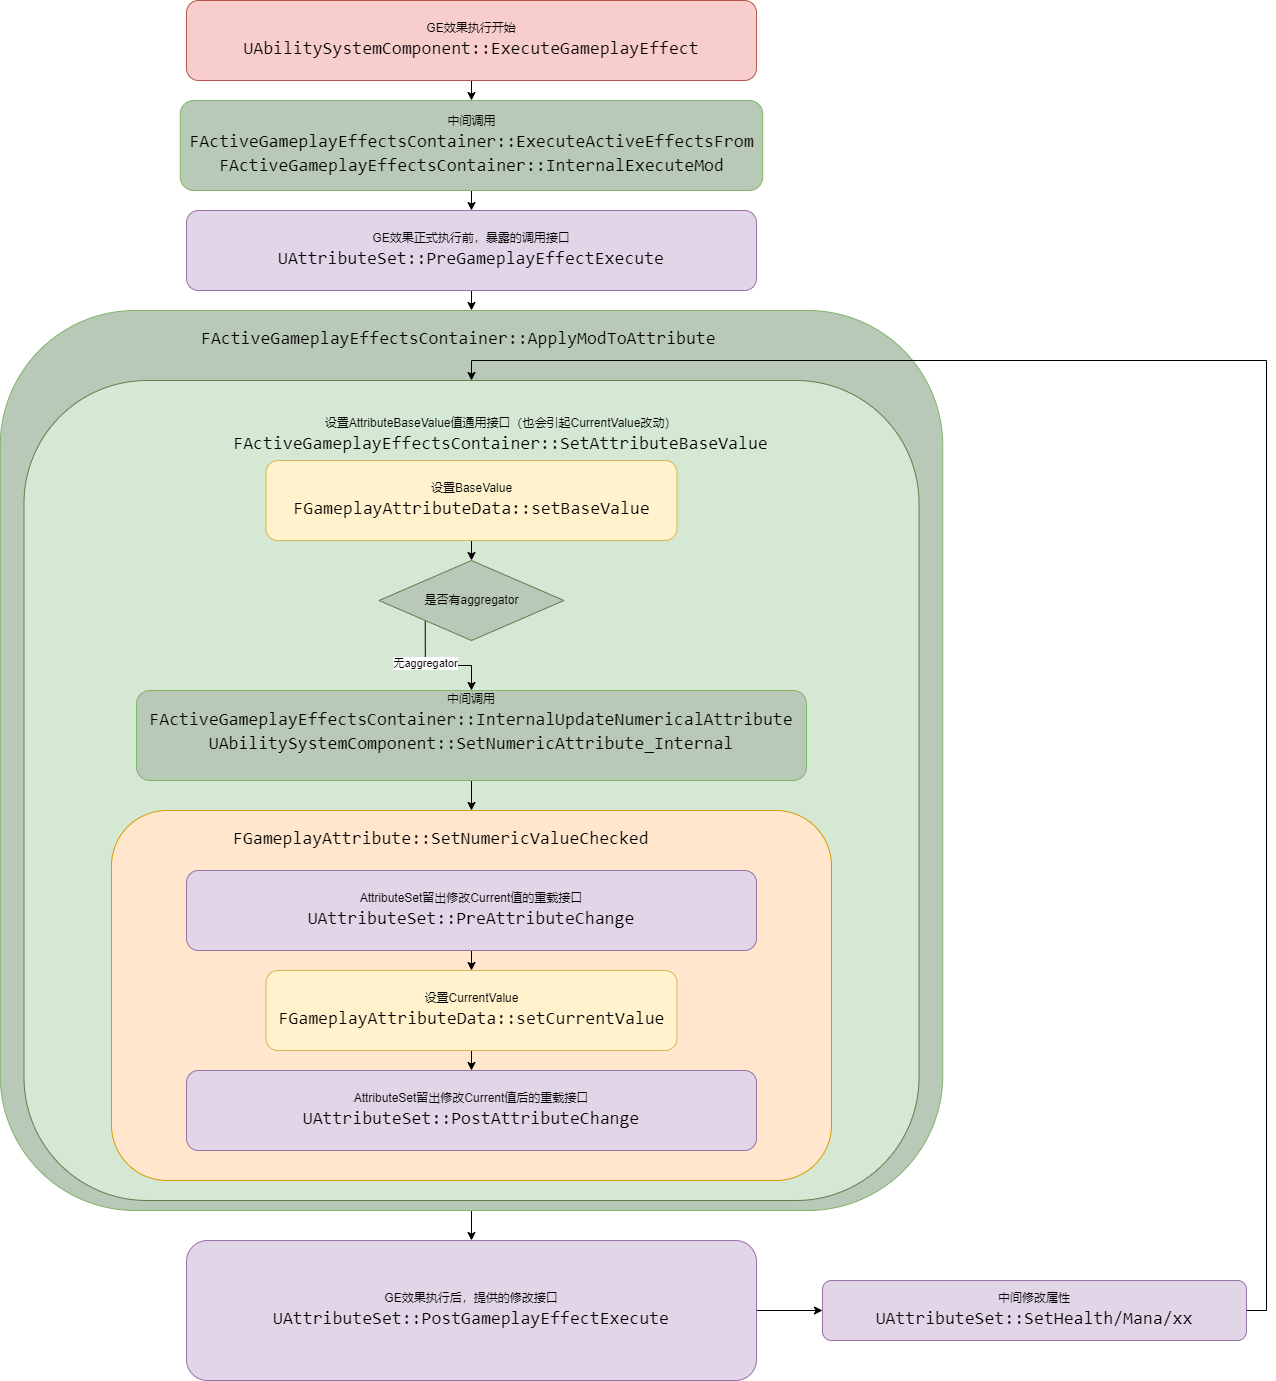 GE效果执行开始
UAbilitySystemComponent::ExecuteGameplayEffect
中间调用
FActiveGameplayEffectsContainer::ExecuteActiveEffectsFrom
FActiveGameplayEffectsContainer::InternalExecuteMod
GE效果正式执行前，暴露的调用接口
UAttributeSet::PreGameplayEffectExecute
FActiveGameplayEffectsContainer::ApplyModToAttribute
设置AttributeBaseValue值通用接口（也会引起CurrentValue改动）
FActiveGameplayEffectsContainer::SetAttributeBaseValue
设置BaseValue
FGameplayAttributeData::setBaseValue
是否有aggregator
无aggregator
中间调用
FActiveGameplayEffectsContainer::InternalUpdateNumericalAttribute
UAbilitySystemComponent::SetNumericAttribute_Internal
FGameplayAttribute::SetNumericValueChecked
AttributeSet留出修改Current值的重载接口
UAttributeSet::PreAttributeChange
设置CurrentValue
FGameplayAttributeData::setCurrentValue
AttributeSet留出修改Current值后的重载接口
UAttributeSet::PostAttributeChange
GE效果执行后，提供的修改接口
UAttributeSet::PostGameplayEffectExecute
中间修改属性
UAttributeSet::SetHealth/Mana/xx